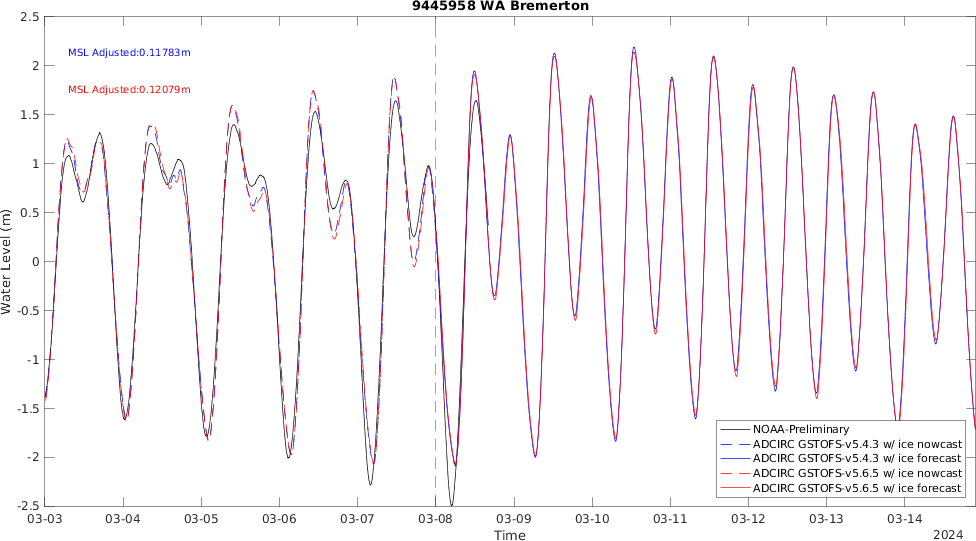 9445958 WA Bremerton
MSL Adjusted:0.11783m
MSL Adjusted:0.12079m
Water Level (m)
2.5
2
1.5
1
0.5
0
-0.5
-1
-1.5
-2
-2.5
NOAA-Preliminary
ADCIRC GSTOFS-v5.4.3 w/ ice nowcast
ADCIRC GSTOFS-v5.4.3 w/ ice forecast
ADCIRC GSTOFS-v5.6.5 w/ ice nowcast
ADCIRC GSTOFS-v5.6.5 w/ ice forecast
03-03 03-04 03-05 03-06 03-07 03-08 03-09 03-10 03-11 03-12 03-13 03-14
Time
2024